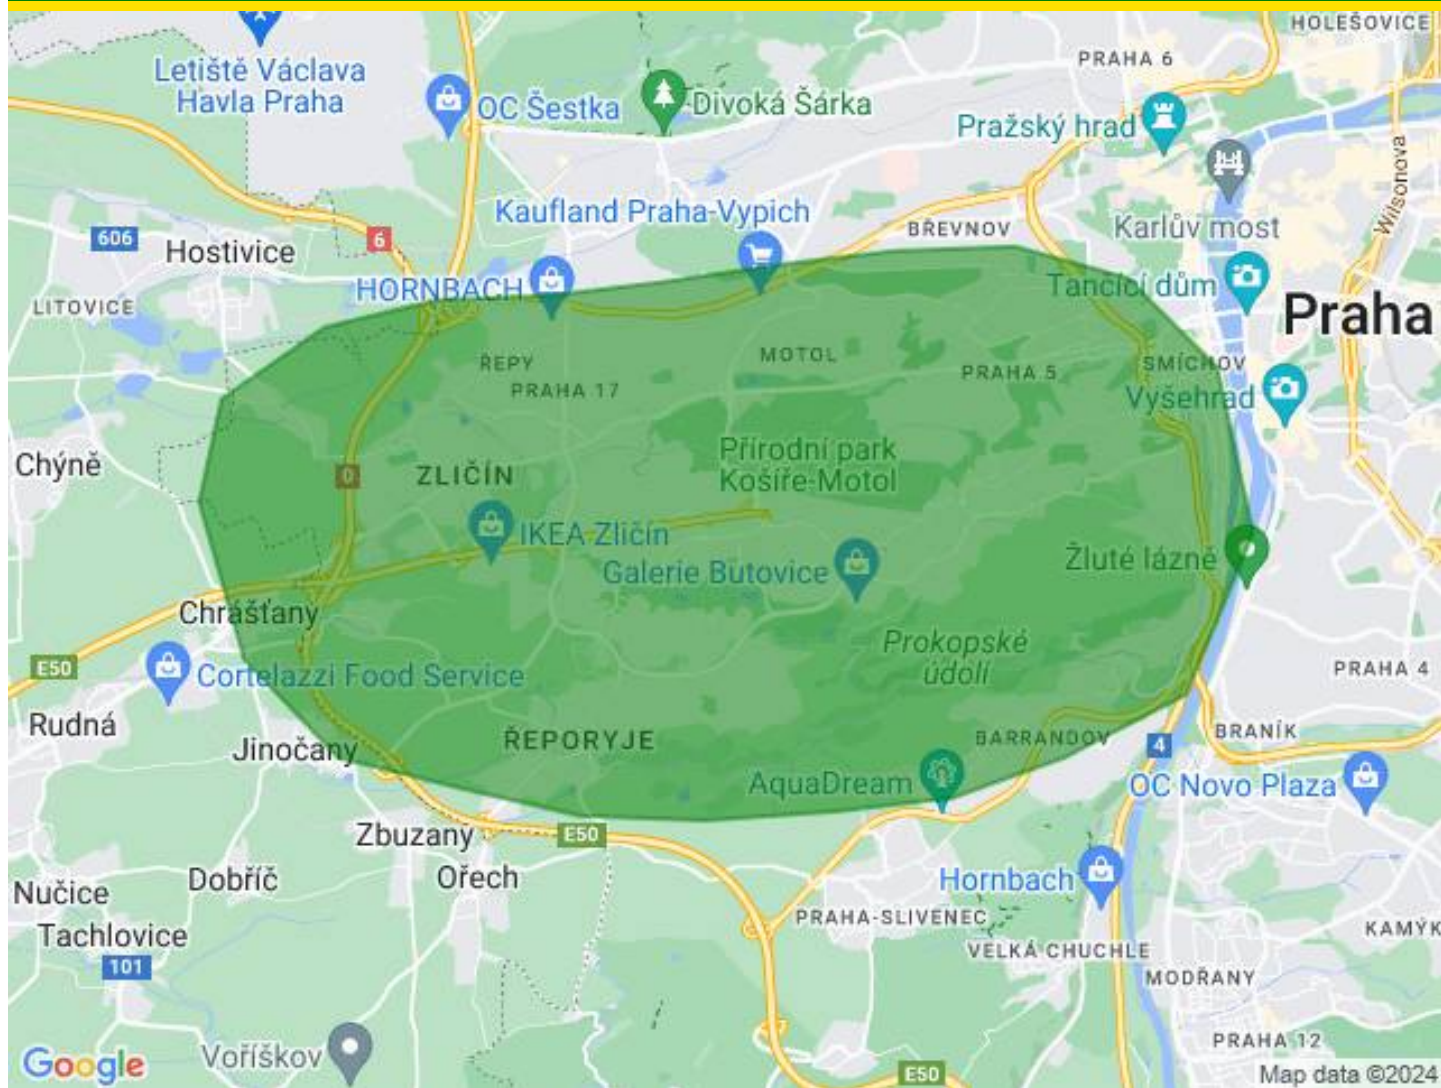 HOLEŠOVICE
PRAHA 6
Letiště Václava
Havla Praha
OC Šestka
Divoká Šárka
Pražský hrad
Wilsonova
Kaufland Praha-Vypich
BŘEVNOV
Karlův most
606
Hostivice
6
HORNBACH
Tančící dům
LITOVICE
Praha
ŘEPY
MOTOL
SMÍCHOV
PRAHA 17
PRAHA 5
Vyšehrad
Chýně
0
ZLIČÍN
Přírodní park
Košíře-Motol
IKEA Zličín
Galerie Butovice
Žluté lázně
Chrášťany
Prokopské
údolí
E50
Cortelazzi Food Service
PRAHA 4
Rudná
Jinočany
ŘEPORYJE
BARRANDOV
4
BRANÍK
AquaDream
OC Novo Plaza
Zbuzany
E50
Nučice
Dobříč
Ořech
Hornbach
Tachlovice
PRAHA-SLIVENEC
KAMÝK
101
VELKÁ CHUCHLE
MODŘANY
Google
Voříškov
PRAHA 12
E50
Map data ©2024